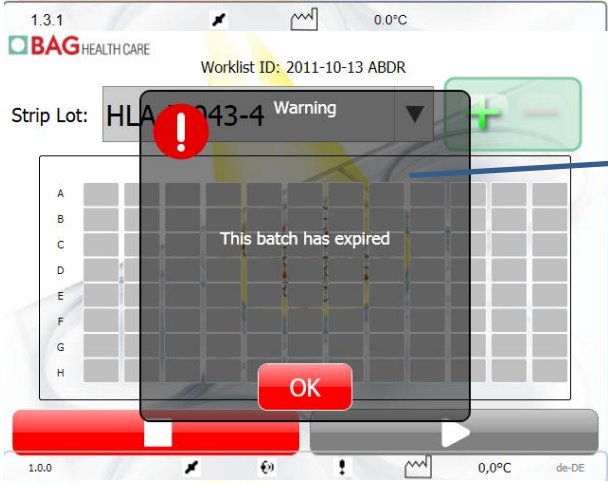 1.3.1 0.0°C
BAG HEALTH CARE
Worklist ID: 2011-10-13 ABDR
Strip Lot: HLA 043-4
Warning
A
B
This batch has expired
C
D
E
F
G
H
OK
1.0.0 0,0°C de-DE